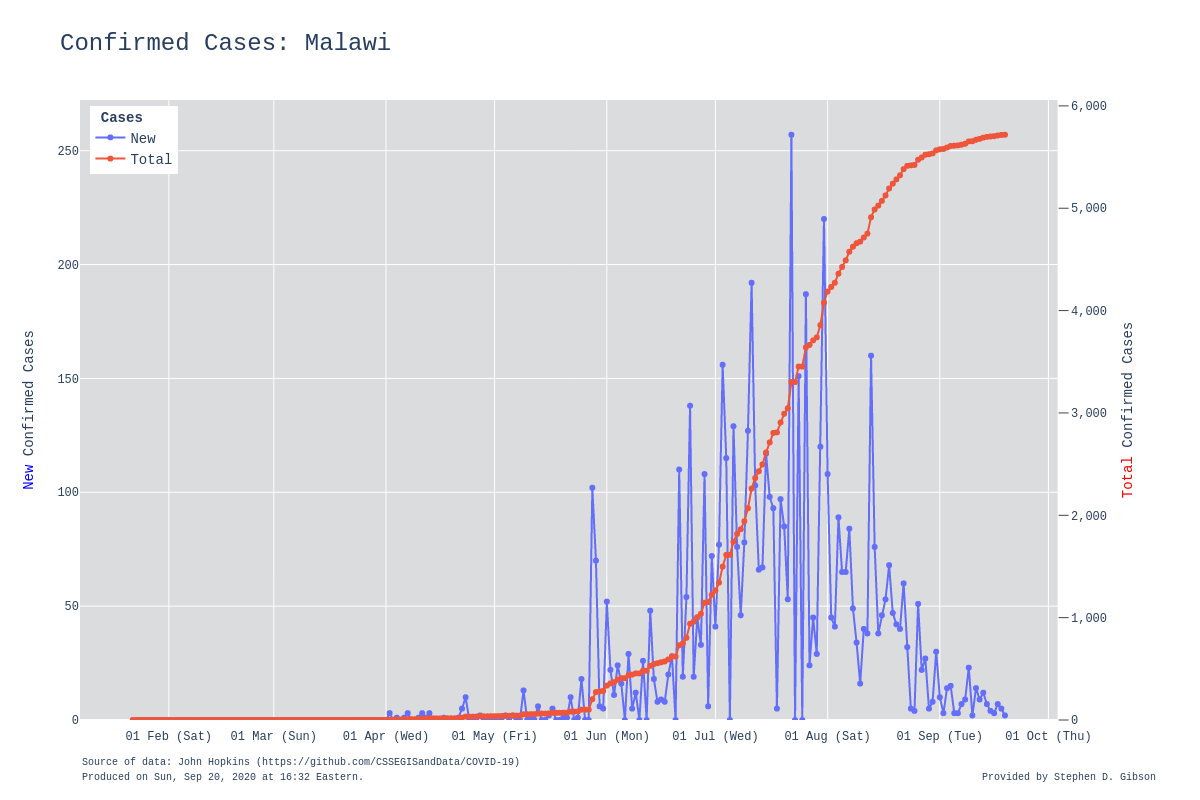 Confirmed Cases: Malawi
Cases
New
Total
250
200
150
100
50
0
New Confirmed Cases
6,000
5,000
4,000
3,000
2,000
1,000
0
Total Confirmed Cases
01 Feb (Sat) 01 Mar (Sun) 01 Apr (Wed) 01 May (Fri) 01 Jun (Mon) 01 Jul (Wed) 01 Aug (Sat) 01 Sep (Tue) 01 Oct (Thu)
Source of data: John Hopkins (https://github.com/CSSEGISandData/COVID-19)
Produced on Sun, Sep 20, 2020 at 16:32 Eastern.
Provided by Stephen D. Gibson